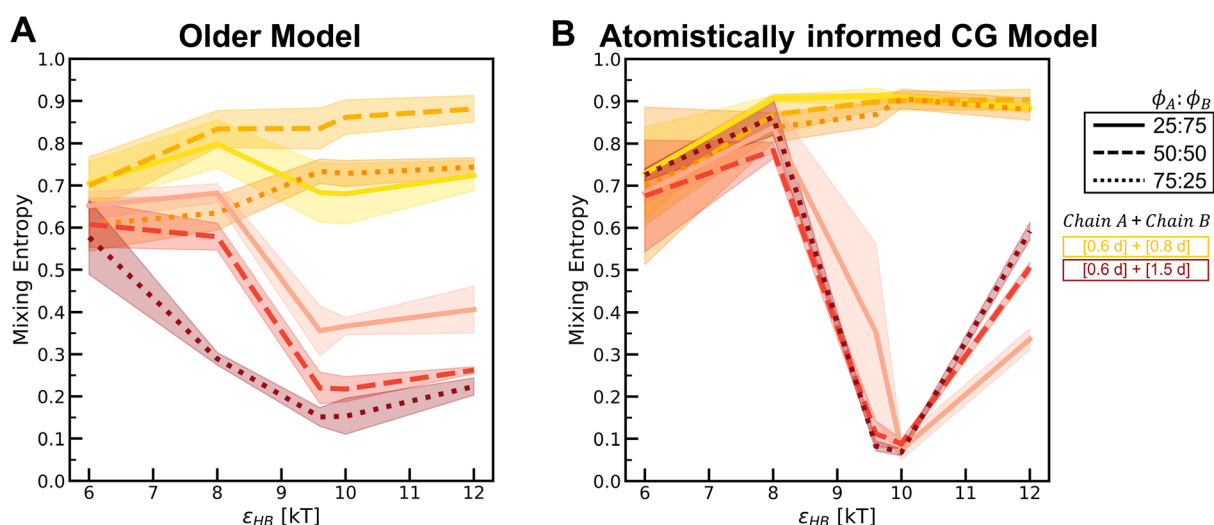 A Older Model
1.0
0.9
0.8
0.7
0.6
0.5
0.4
0.3
0.2
0.1
0.0
Mixing Entropy
6 7 8 9 10 11 12
ε_HB [kT]
B Atomistically informed CG Model
1.0
0.9
0.8
0.7
0.6
0.5
0.4
0.3
0.2
0.1
0.0
Mixing Entropy
6 7 8 9 10 11 12
ε_HB [kT]
ϕ_A:ϕ_B
25:75
50:50
75:25
Chain A + Chain B
[0.6 d] + [0.8 d]
[0.6 d] + [1.5 d]